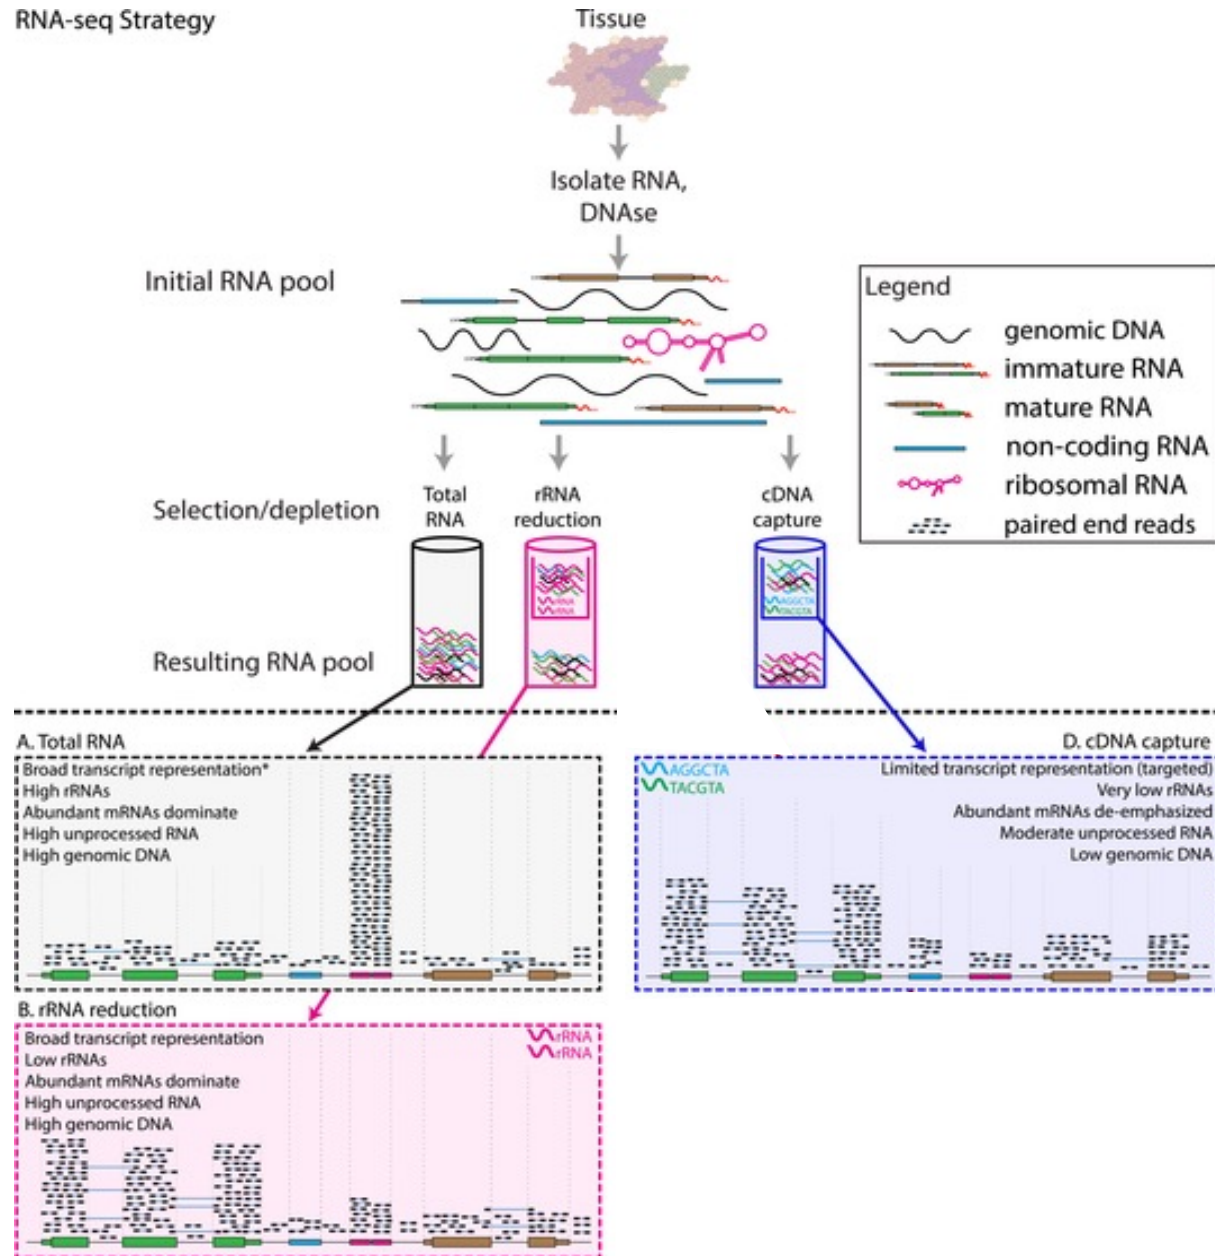 RNA-seq Strategy
Tissue
Isolate RNA,
DNAse
Initial RNA pool
Legend
genomic DNA
immature RNA
mature RNA
non-coding RNA
ribosomal RNA
paired end reads
Selection/depletion
Total
RNA
rRNA
reduction
cDNA
capture
rRNA
rRNA
AGGCTA
TACGTA
Resulting RNA pool
A. Total RNA
Broad transcript representation*
High rRNAs
Abundant mRNAs dominate
High unprocessed RNA
High genomic DNA
D. cDNA capture
AGGCTA
TACGTA
Limited transcript representation (targeted)
Very low rRNAs
Abundant mRNAs de-emphasized
Moderate unprocessed RNA
Low genomic DNA
B. rRNA reduction
Broad transcript representation
Low rRNAs
Abundant mRNAs dominate
High unprocessed RNA
High genomic DNA
rRNA
rRNA